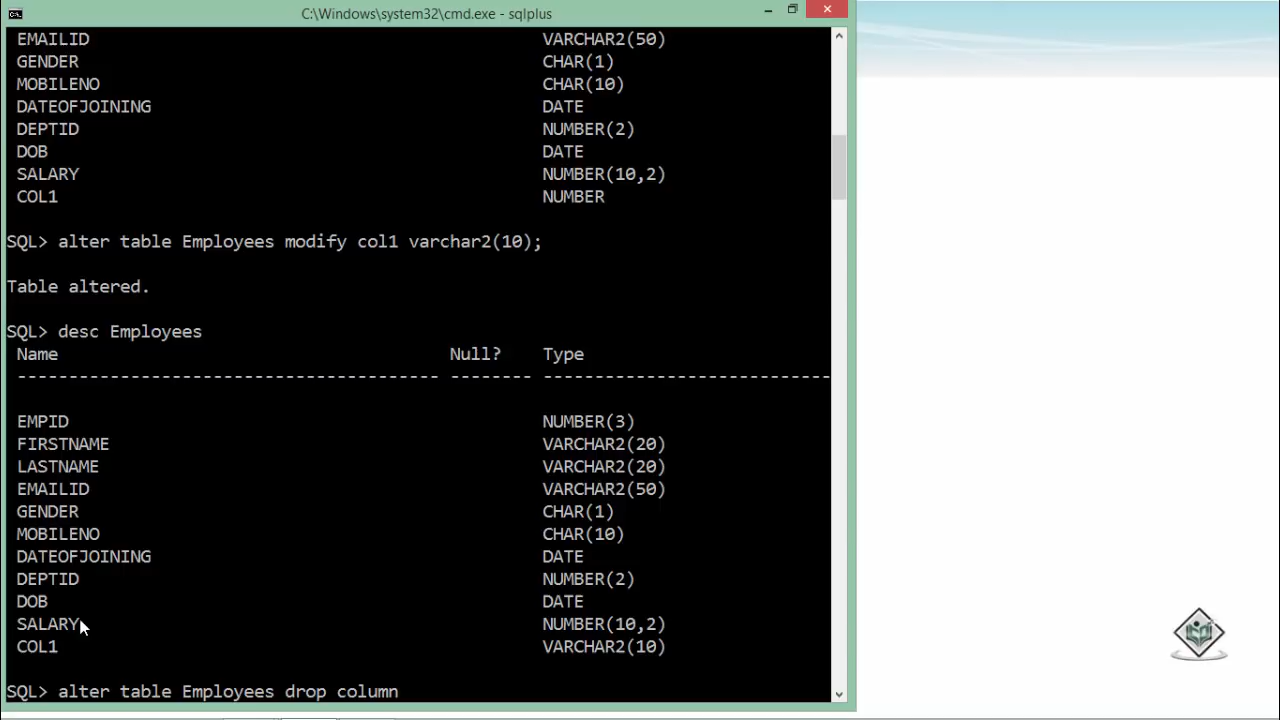 C:\Windows\system32\cmd.exe - sqlplus
EMAILID VARCHAR2(50)
GENDER CHAR(1)
MOBILENO CHAR(10)
DATEOFJOINING DATE
DEPTID NUMBER(2)
DOB DATE
SALARY NUMBER(10,2)
COL1 NUMBER
SQL> alter table Employees modify col1 varchar2(10);
Table altered.
SQL> desc Employees
Name Null? Type
----------------------------------------- -------- ----------------------------
EMPID NUMBER(3)
FIRSTNAME VARCHAR2(20)
LASTNAME VARCHAR2(20)
EMAILID VARCHAR2(50)
GENDER CHAR(1)
MOBILENO CHAR(10)
DATEOFJOINING DATE
DEPTID NUMBER(2)
DOB DATE
SALARY NUMBER(10,2)
COL1 VARCHAR2(10)
SQL> alter table Employees drop column